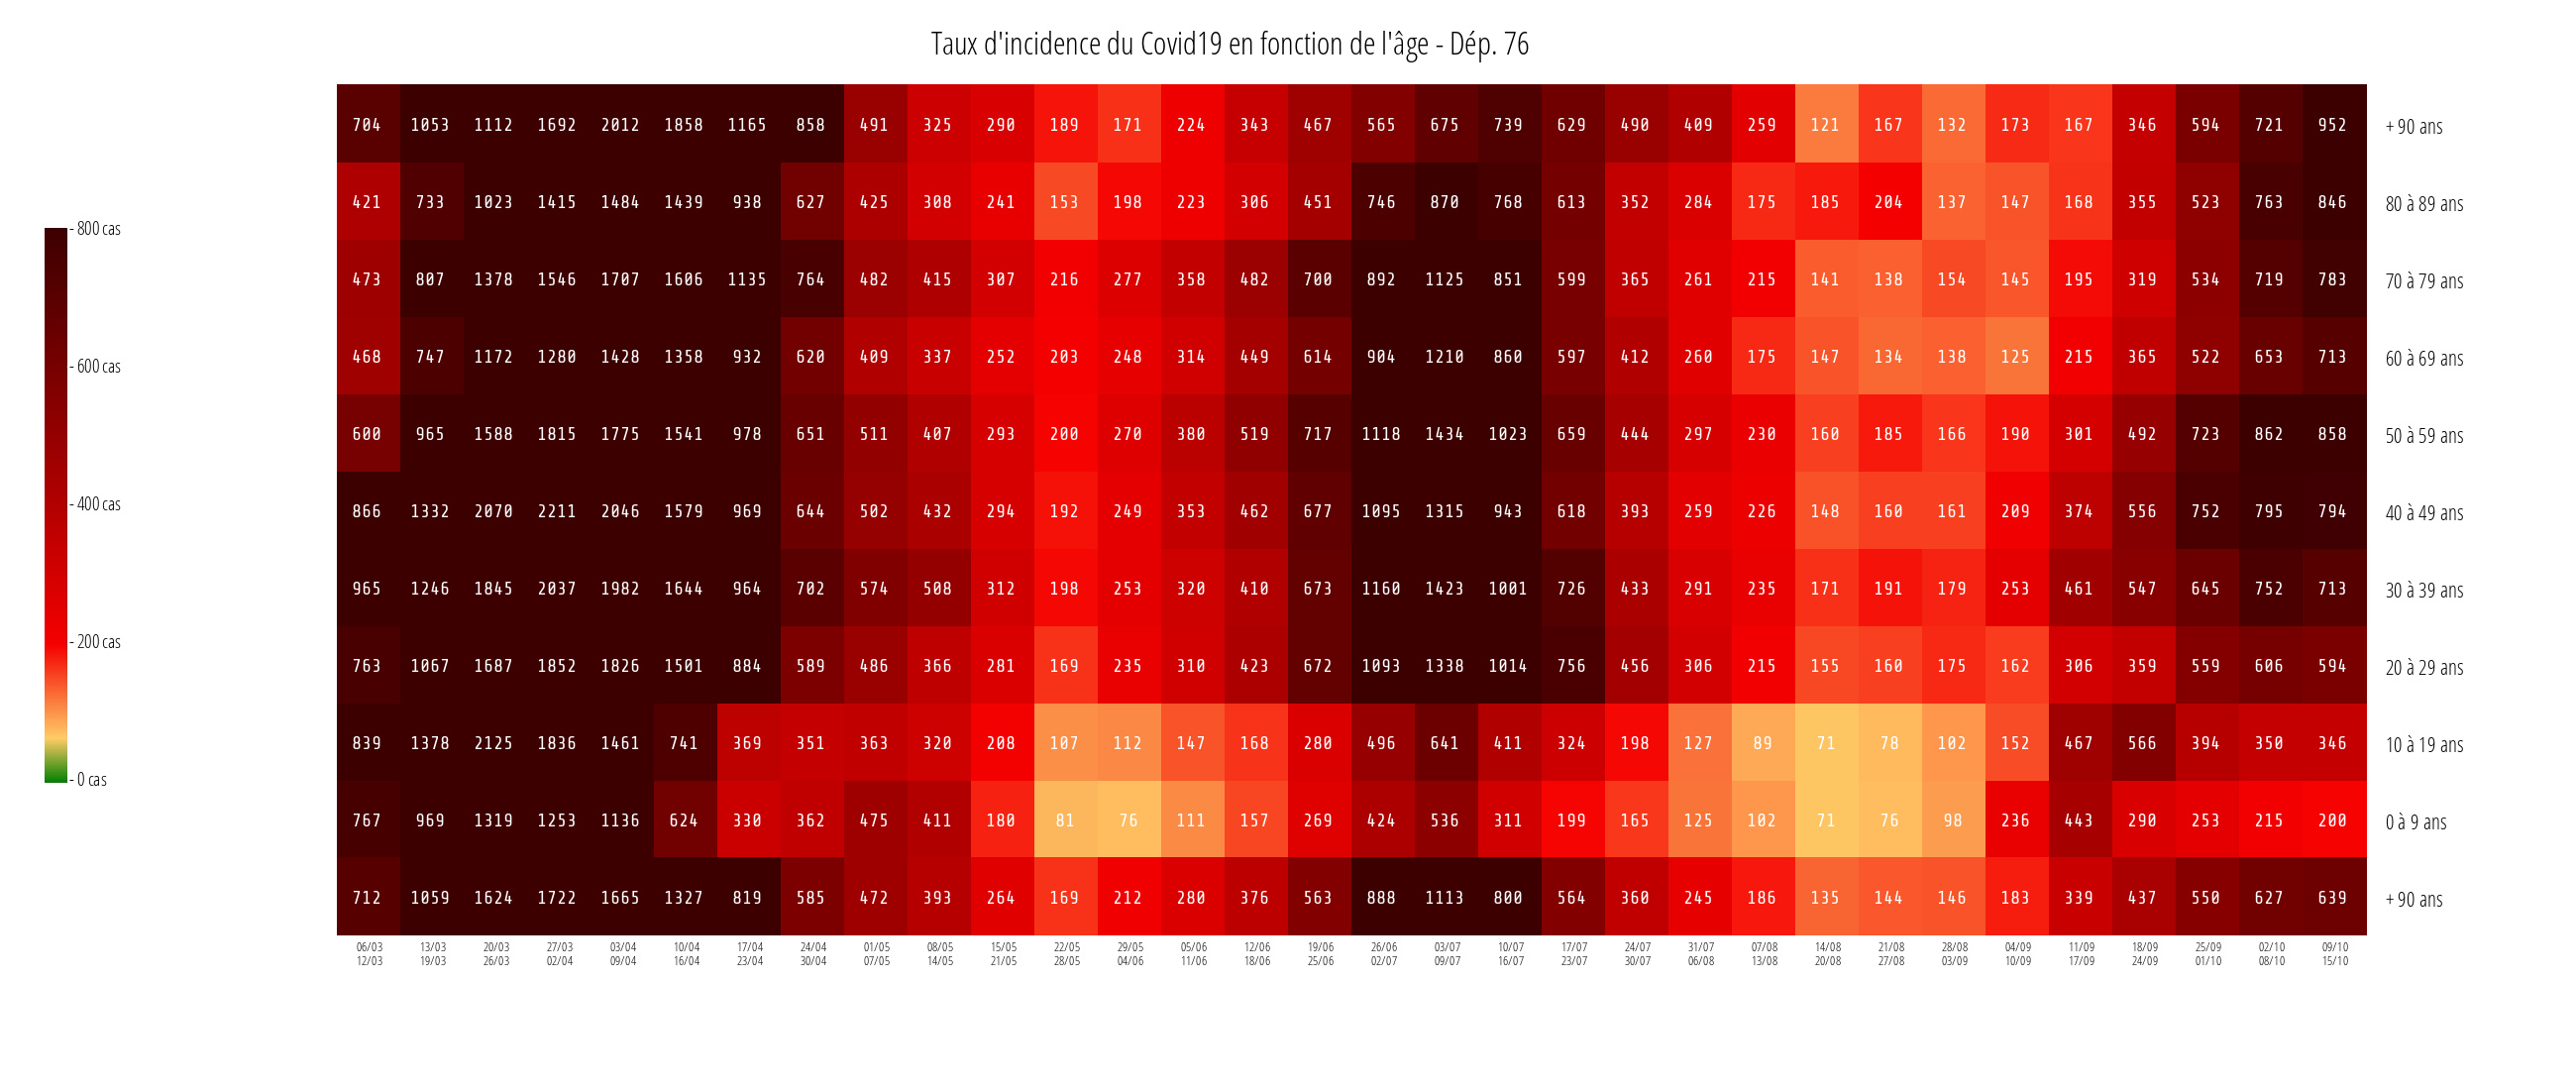 Taux d'incidence du Covid19 en fonction de l'âge - Dép. 76
704 1053 1112 1692 2012 1858 1165 858 491 325 290 189 171 224 343 467 565 675 739 629 490 409 259 121 167 132 173 167 346 594 721 952 + 90 ans
421 733 1023 1415 1484 1439 938 627 425 308 241 153 198 223 306 451 746 870 768 613 352 284 175 185 204 137 147 168 355 523 763 846 80 à 89 ans
- 800 cas
473 807 1378 1546 1707 1606 1135 764 482 415 307 216 277 358 482 700 892 1125 851 599 365 261 215 141 138 154 145 195 319 534 719 783 70 à 79 ans
468 747 1172 1280 1428 1358 932 620 409 337 252 203 248 314 449 614 904 1210 860 597 412 260 175 147 134 138 125 215 365 522 653 713 60 à 69 ans
- 600 cas
600 965 1588 1815 1775 1541 978 651 511 407 293 200 270 380 519 717 1118 1434 1023 659 444 297 230 160 185 166 190 301 492 723 862 858 50 à 59 ans
- 400 cas
866 1332 2070 2211 2046 1579 969 644 502 432 294 192 249 353 462 677 1095 1315 943 618 393 259 226 148 160 161 209 374 556 752 795 794 40 à 49 ans
965 1246 1845 2037 1982 1644 964 702 574 508 312 198 253 320 410 673 1160 1423 1001 726 433 291 235 171 191 179 253 461 547 645 752 713 30 à 39 ans
- 200 cas
763 1067 1687 1852 1826 1501 884 589 486 366 281 169 235 310 423 672 1093 1338 1014 756 456 306 215 155 160 175 162 306 359 559 606 594 20 à 29 ans
839 1378 2125 1836 1461 741 369 351 363 320 208 107 112 147 168 280 496 641 411 324 198 127 89 71 78 102 152 467 566 394 350 346 10 à 19 ans
- 0 cas
767 969 1319 1253 1136 624 330 362 475 411 180 81 76 111 157 269 424 536 311 199 165 125 102 71 76 98 236 443 290 253 215 200 0 à 9 ans
712 1059 1624 1722 1665 1327 819 585 472 393 264 169 212 280 376 563 888 1113 800 564 360 245 186 135 144 146 183 339 437 550 627 639 + 90 ans
06/03 13/03 20/03 27/03 03/04 10/04 17/04 24/04 01/05 08/05 15/05 22/05 29/05 05/06 12/06 19/06 26/06 03/07 10/07 17/07 24/07 31/07 07/08 14/08 21/08 28/08 04/09 11/09 18/09 25/09 02/10 09/10
12/03 19/03 26/03 02/04 09/04 16/04 23/04 30/04 07/05 14/05 21/05 28/05 04/06 11/06 18/06 25/06 02/07 09/07 16/07 23/07 30/07 06/08 13/08 20/08 27/08 03/09 10/09 17/09 24/09 01/10 08/10 15/10